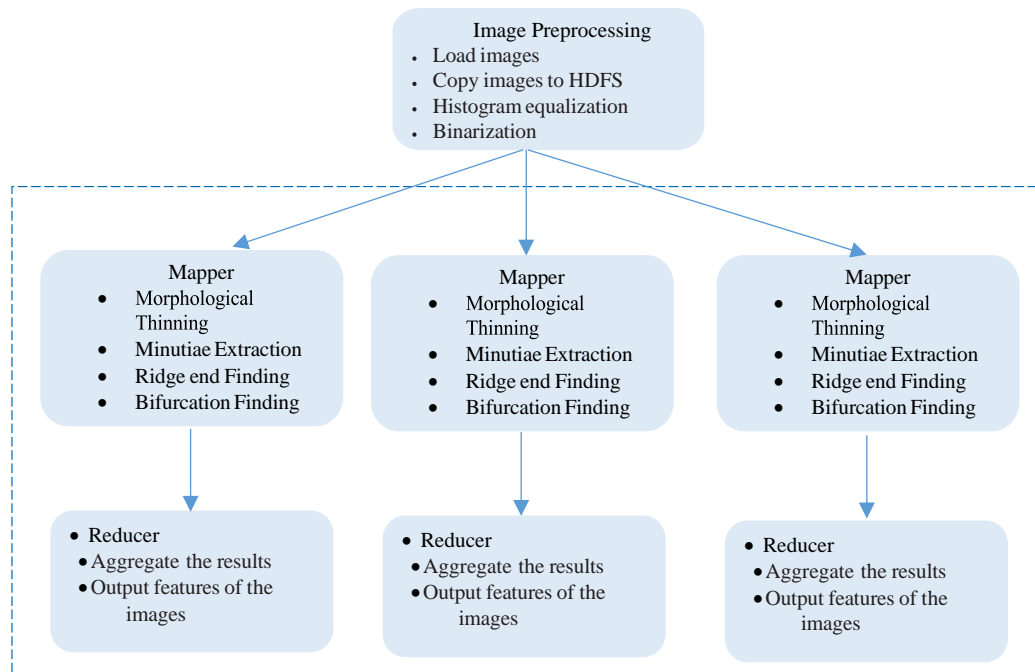 Image Preprocessing
• Load images
• Copy images to HDFS
• Histogram equalization
• Binarization
Mapper
• Morphological
Thinning
• Minutiae Extraction
• Ridge end Finding
• Bifurcation Finding
Mapper
• Morphological
Thinning
• Minutiae Extraction
• Ridge end Finding
• Bifurcation Finding
Mapper
• Morphological
Thinning
• Minutiae Extraction
• Ridge end Finding
• Bifurcation Finding
• Reducer
• Aggregate the results
• Output features of the
images
• Reducer
• Aggregate the results
• Output features of the
images
• Reducer
• Aggregate the results
• Output features of the
images